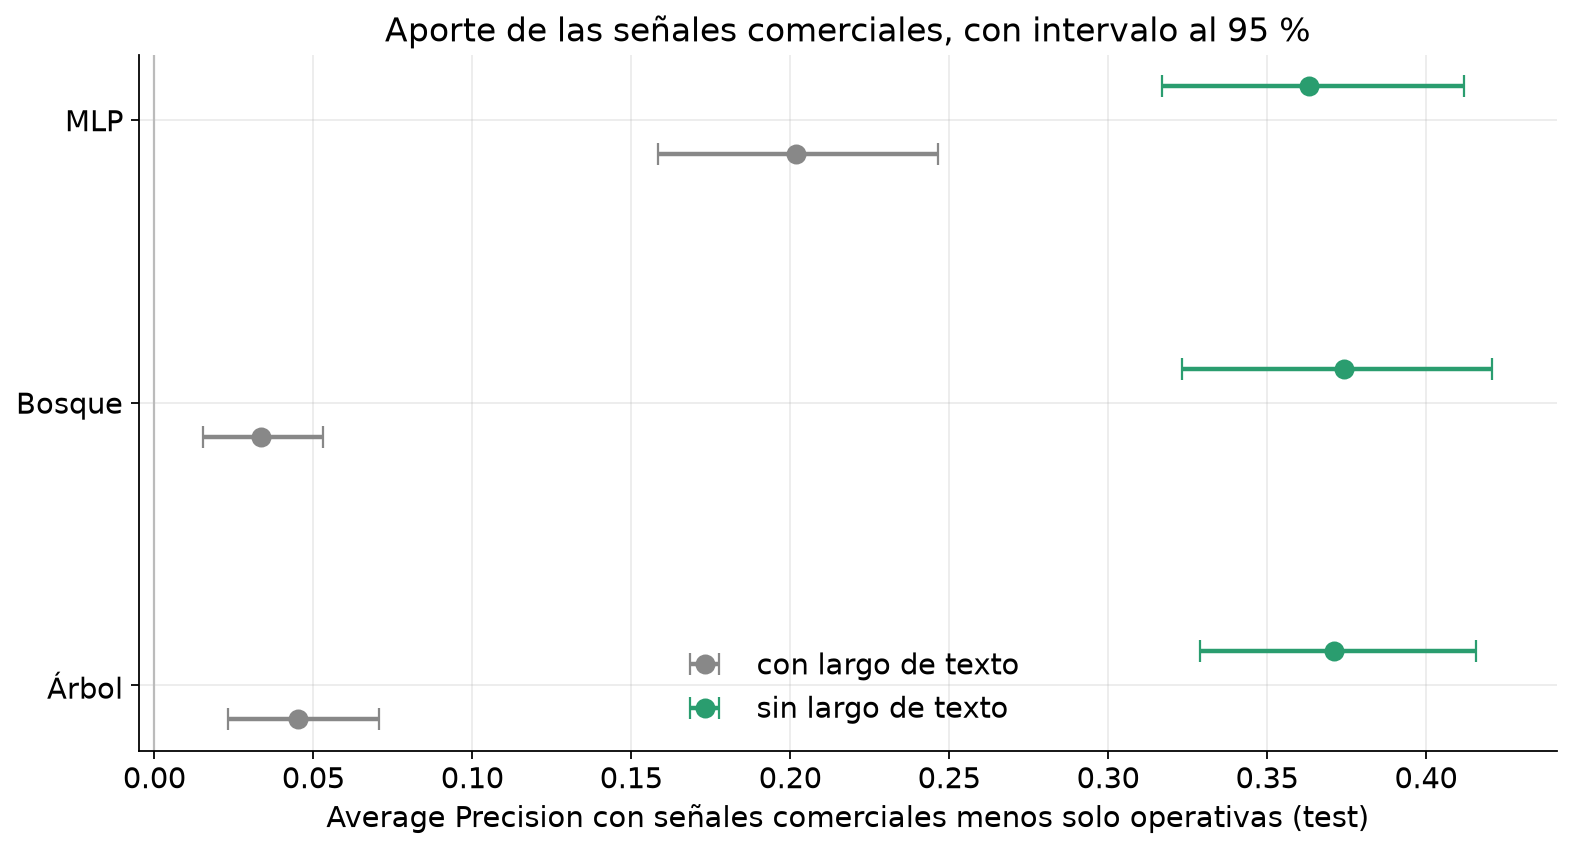 Aporte de las señales comerciales, con intervalo al 95 %
MLP
Bosque
Árbol
con largo de texto
sin largo de texto
0.00 0.05 0.10 0.15 0.20 0.25 0.30 0.35 0.40
Average Precision con señales comerciales menos solo operativas (test)